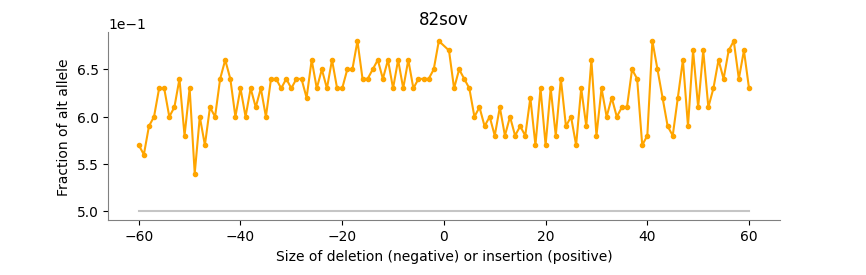 82sov
1e−1
6.5
6.0
5.5
5.0
Fraction of alt allele
−60 −40 −20 0 20 40 60
Size of deletion (negative) or insertion (positive)